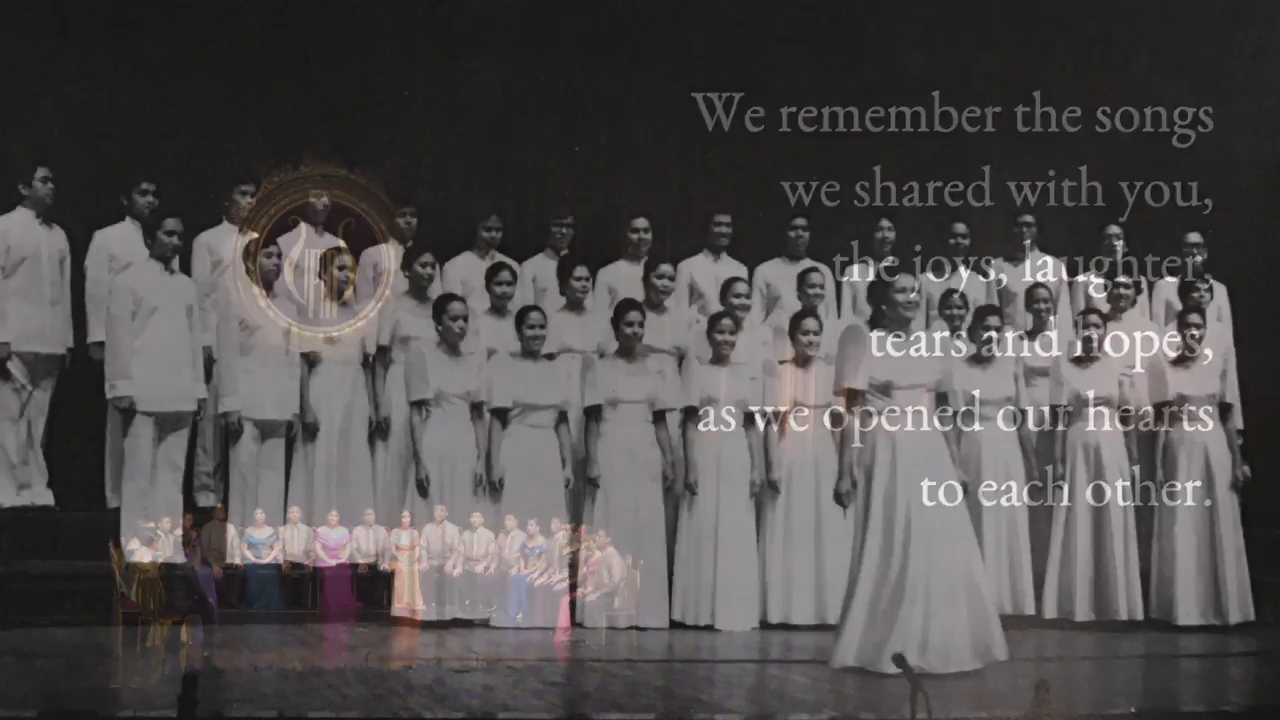 We remember the songs
we shared with you,
the joys, laughter,
tears and hopes,
as we opened our hearts
to each other.